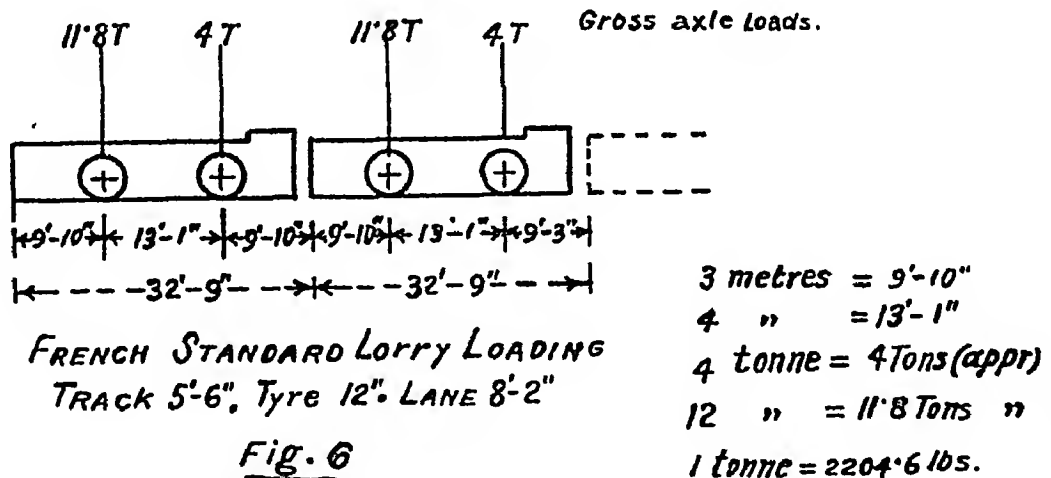 11·8T 4T 11·8T 4T Gross axle Loads.
9'-10" 13'-1" 9'-10" 9'-10" 13'-1" 9'-3"
32'-9" 32'-9"
FRENCH STANDARD Lorry LOADING
TRACK 5'-6". Tyre 12". LANE 8'-2"
Fig. 6
3 metres = 9'-10"
4 " = 13'-1"
4 tonne = 4 Tons (appr)
12 " = 11·8 Tons "
1 tonne = 2204·6 lbs.